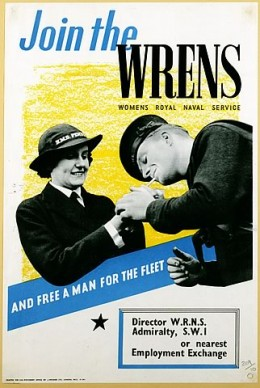 Join the
WRENS
WOMENS ROYAL NAVAL SERVICE
AND FREE A MAN FOR THE FLEET
Director W.R.N.S.
Admiralty, S.W.I
or nearest
Employment Exchange